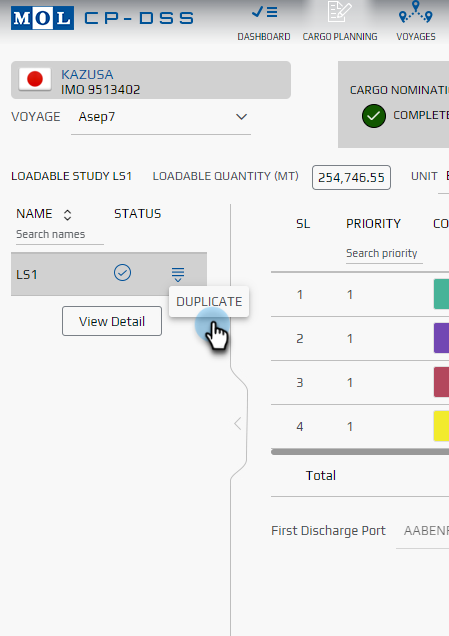 MOL CP-DSS
DASHBOARD CARGO PLANNING VOYAGES
KAZUSA
IMO 9513402
CARGO NOMINATI
VOYAGE Asep7
COMPLETE
LOADABLE STUDY LS1 LOADABLE QUANTITY (MT) 254,746.55 UNIT
NAME STATUS SL PRIORITY CO
Search names
Search priority
LS1
1 1
DUPLICATE
View Detail
2 1
3 1
4 1
Total
First Discharge Port AABENR